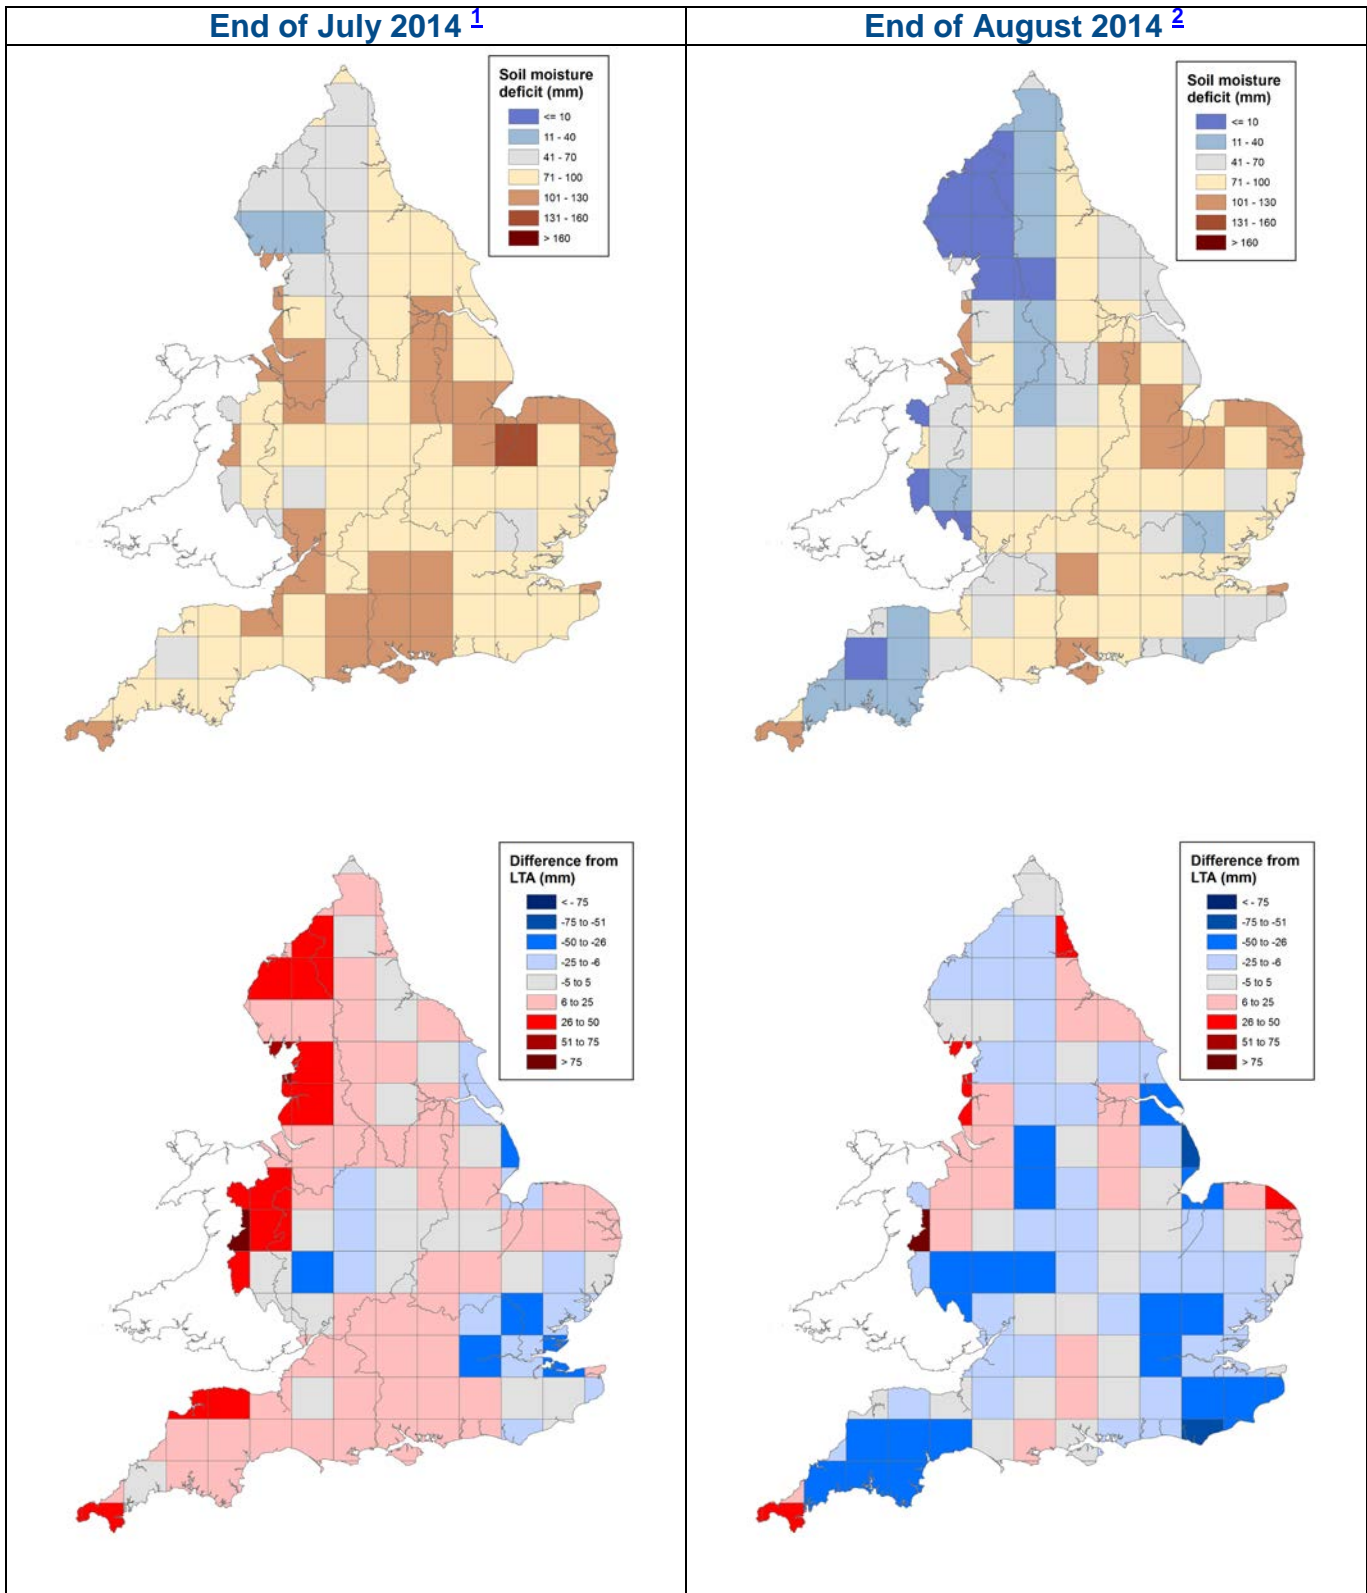 End of July 2014 1
End of August 2014 2
Soil moisture
deficit (mm)
<= 10
11 - 40
41 - 70
71 - 100
101 - 130
131 - 160
> 160
Soil moisture
deficit (mm)
<= 10
11 - 40
41 - 70
71 - 100
101 - 130
131 - 160
> 160
Difference from
LTA (mm)
< - 75
-75 to -51
-50 to -26
-25 to -6
-5 to 5
6 to 25
26 to 50
51 to 75
> 75
Difference from
LTA (mm)
< - 75
-75 to -51
-50 to -26
-25 to -6
-5 to 5
6 to 25
26 to 50
51 to 75
> 75